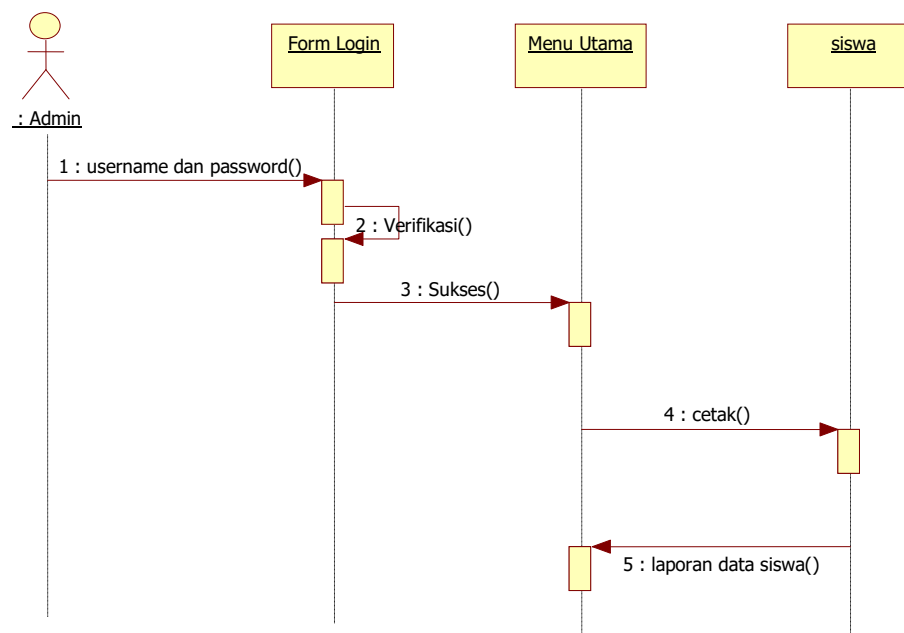 Form Login
Menu Utama
siswa
: Admin
1 : username dan password()
2 : Verifikasi()
3 : Sukses()
4 : cetak()
5 : laporan data siswa()